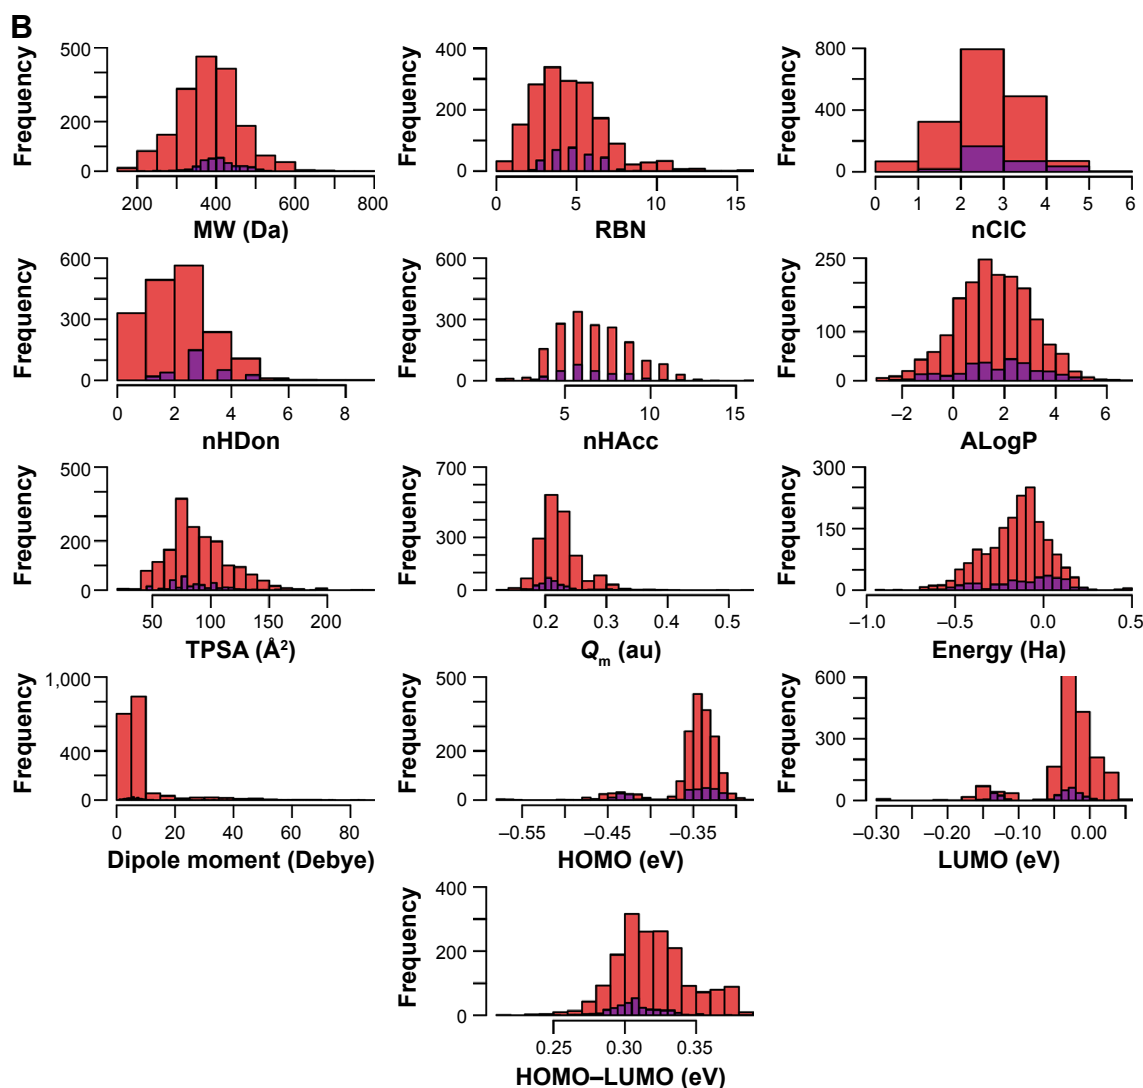 B
Frequency
500
200
0
200 400 600 800
MW (Da)
Frequency
400
200
0
0 5 10 15
RBN
Frequency
800
400
0
0 1 2 3 4 5 6
nCIC
Frequency
600
300
0
0 2 4 6 8
nHDon
Frequency
600
300
0
5 10 15
nHAcc
Frequency
250
100
0
−2 0 2 4 6
ALogP
Frequency
500
200
0
50 100 150 200
TPSA (Å²)
Frequency
700
300
0
0.2 0.3 0.4 0.5
Qm (au)
Frequency
300
150
0
−1.0 −0.5 0.0 0.5
Energy (Ha)
Frequency
1,000
400
0
0 20 40 60 80
Dipole moment (Debye)
Frequency
500
200
0
−0.55 −0.45 −0.35
HOMO (eV)
Frequency
600
300
0
−0.30 −0.20 −0.10 0.00
LUMO (eV)
Frequency
400
200
0
0.25 0.30 0.35
HOMO–LUMO (eV)